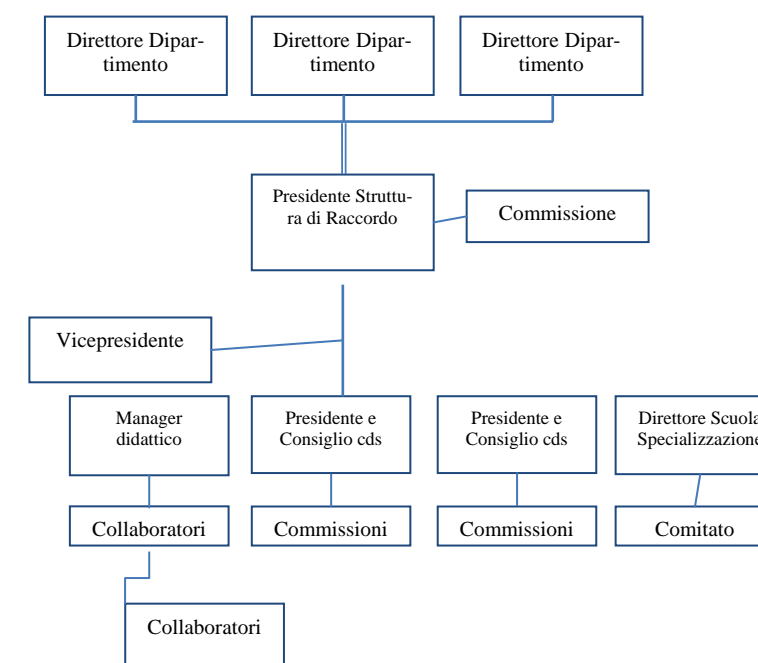 Direttore Dipar-
timento
Direttore Dipar-
timento
Direttore Dipar-
timento
Presidente Struttu-
ra di Raccordo
Commissione
Vicepresidente
Manager
didattico
Presidente e
Consiglio cds
Presidente e
Consiglio cds
Direttore Scuola
Specializzazione
Collaboratori
Commissioni
Commissioni
Comitato
Collaboratori